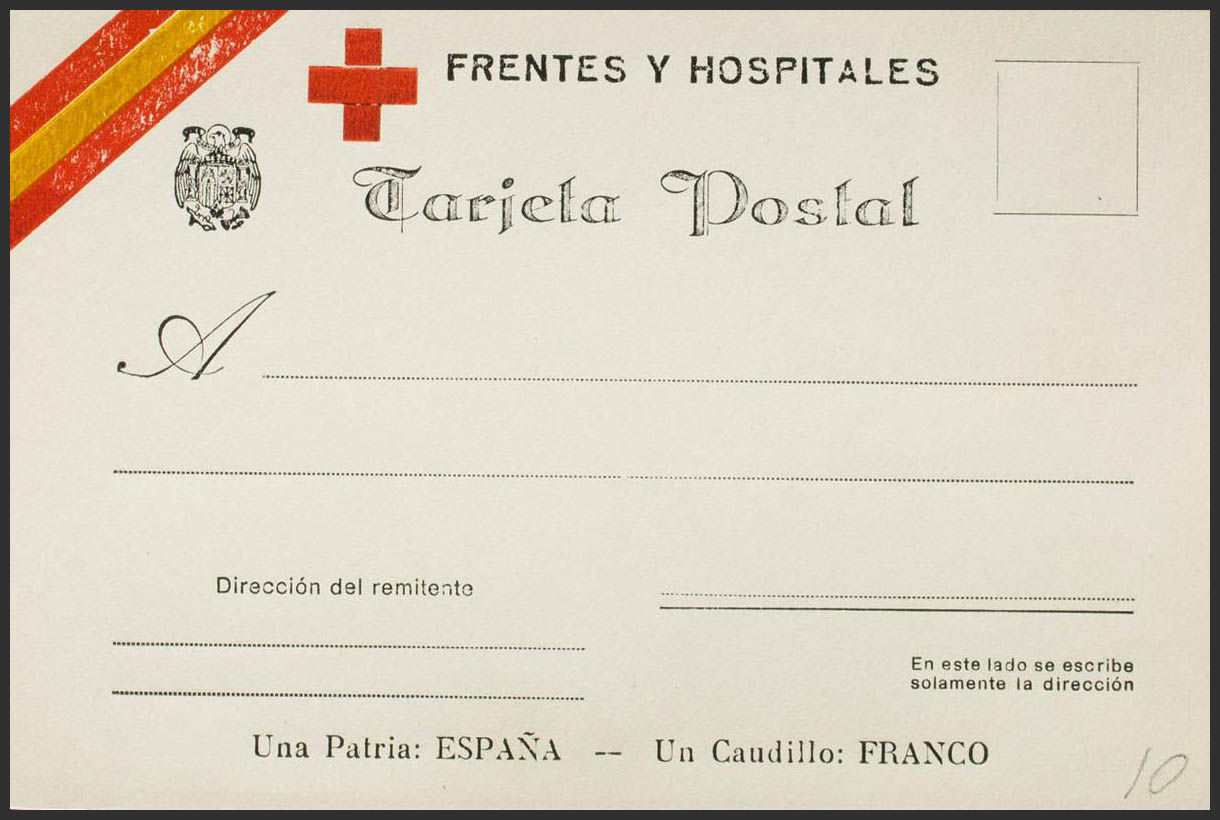 FRENTES Y HOSPITALES
Tarjeta Postal
A
Dirección del remitente
En este lado se escribe
solamente la dirección
Una Patria: ESPAÑA -- Un Caudillo: FRANCO
10